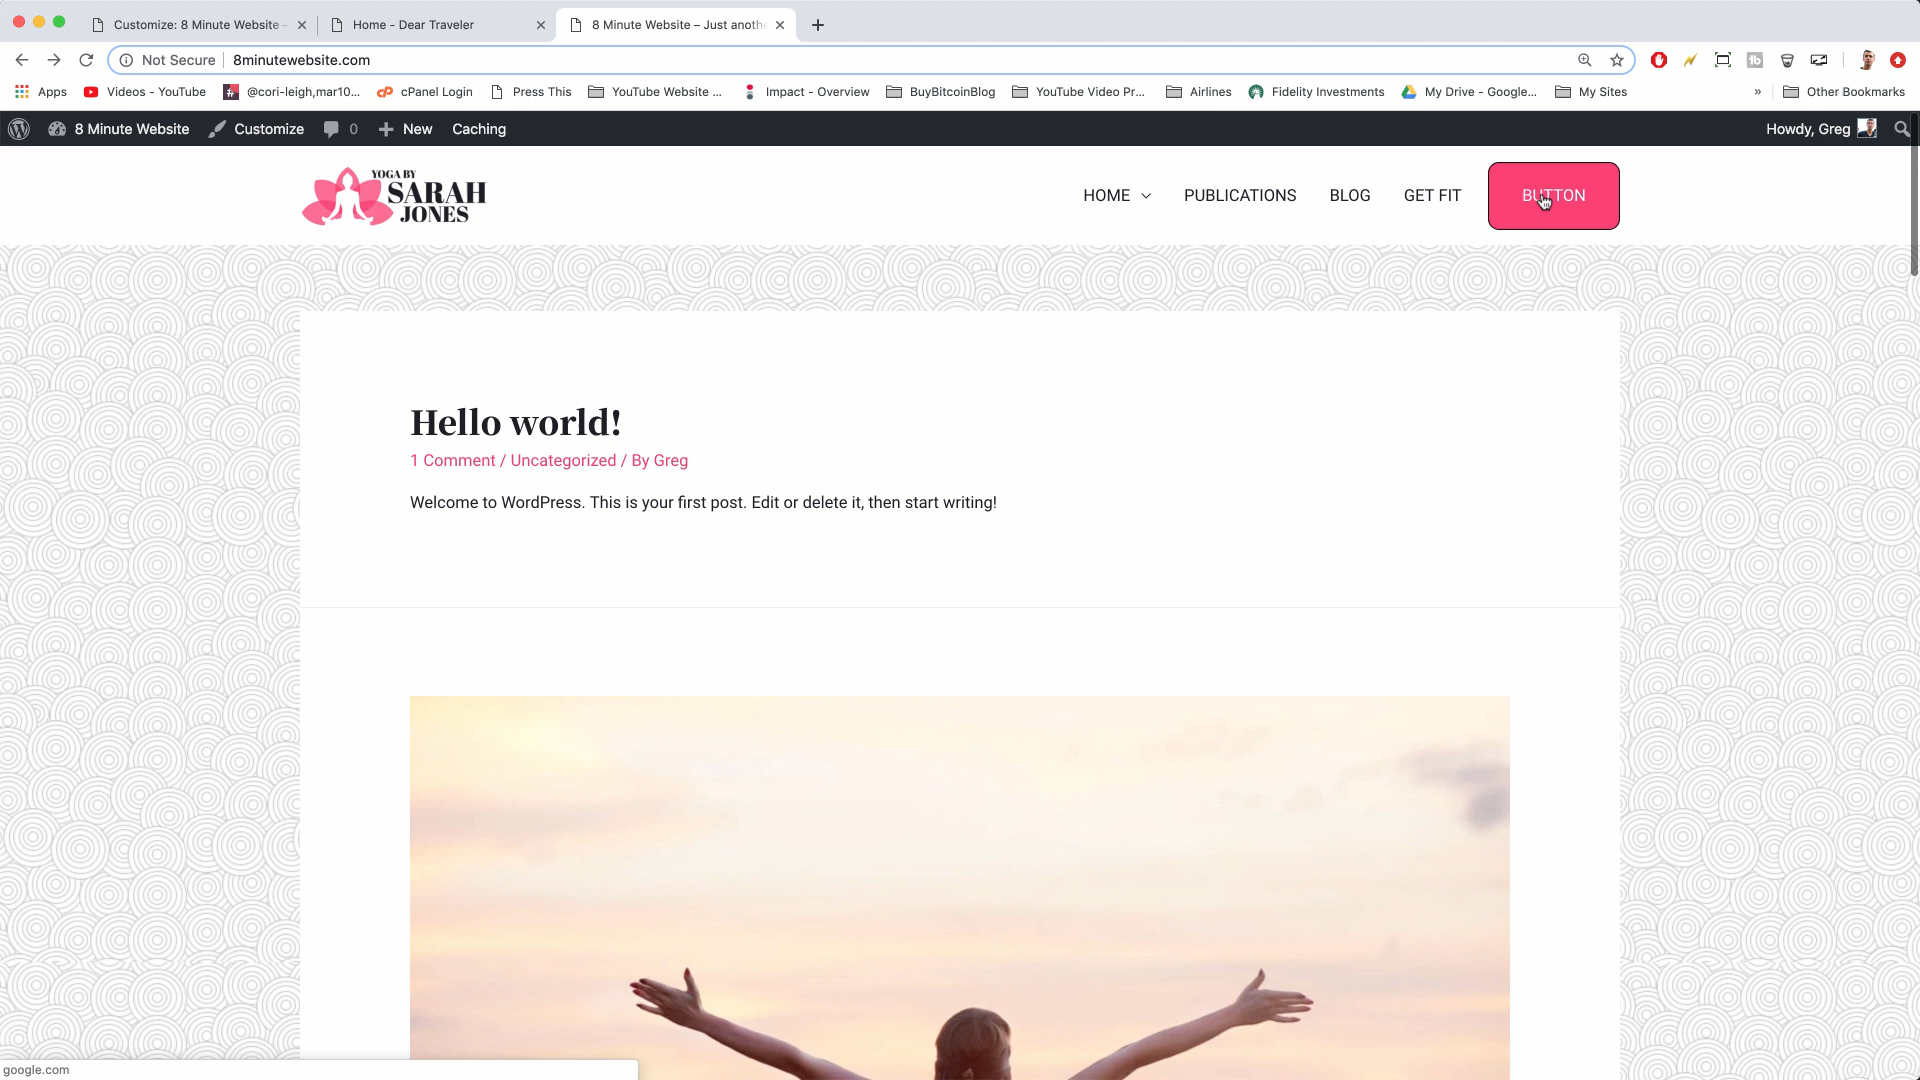 Customize: 8 Minute Website –
Home - Dear Traveler
8 Minute Website – Just anoth
Not Secure
8minutewebsite.com
Apps
Videos - YouTube
@cori-leigh,mar10...
cPanel Login
Press This
YouTube Website ...
Impact - Overview
BuyBitcoinBlog
YouTube Video Pr...
Airlines
Fidelity Investments
My Drive - Google...
My Sites
»
Other Bookmarks
8 Minute Website
Customize
0
New
Caching
Howdy, Greg
YOGA BY
SARAH
JONES
HOME
PUBLICATIONS
BLOG
GET FIT
BUTTON
Hello world!
1 Comment / Uncategorized / By Greg
Welcome to WordPress. This is your first post. Edit or delete it, then start writing!
google.com